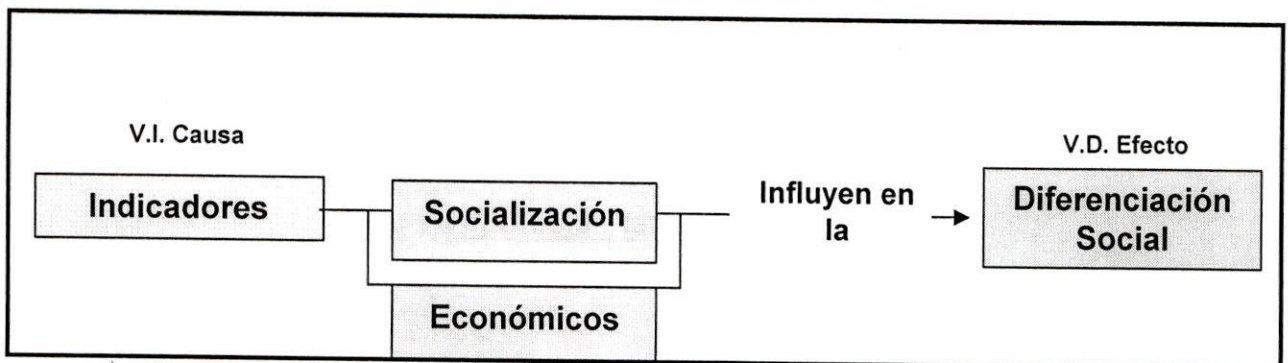 V.I. Causa
Indicadores
Socialización
Económicos
Influyen en
la
V.D. Efecto
Diferenciación
Social